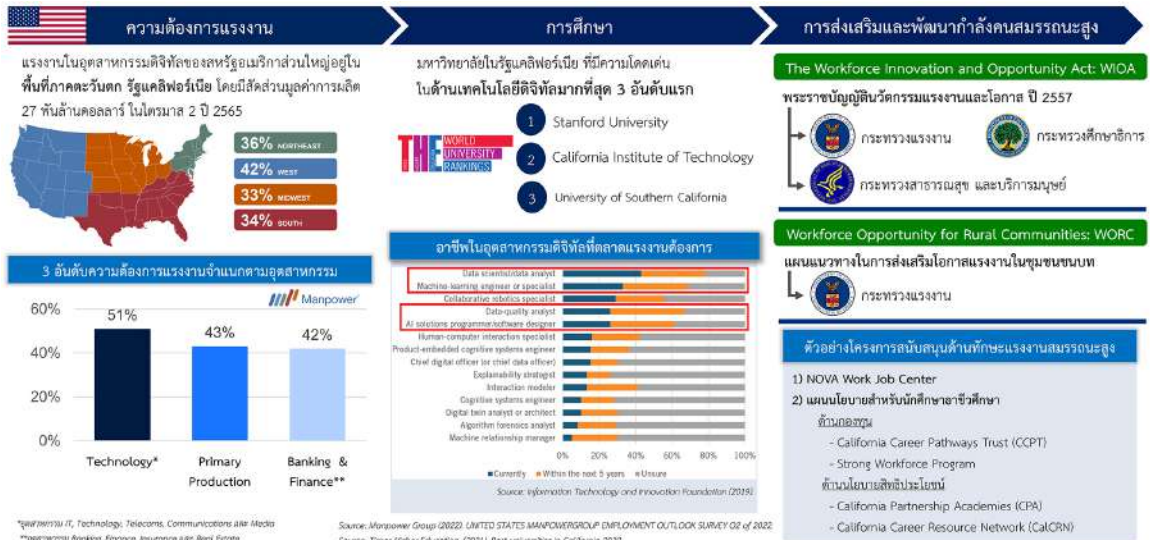 ความต้องการแรงงาน
แรงงานในอุตสาหกรรมดิจิทัลของสหรัฐอเมริกาส่วนใหญ่อยู่ใน
พื้นที่ภาคตะวันตก รัฐแคลิฟอร์เนีย โดยมีสัดส่วนมูลค่าการผลิต
27 พันล้านดอลลาร์ ในไตรมาส 2 ปี 2565
36% NORTHEAST
42% WEST
33% MIDWEST
34% SOUTH
3 อันดับความต้องการแรงงานจำแนกตามอุตสาหกรรม
Manpower
60%
40%
20%
0%
51%
43%
42%
Technology*
Primary
Production
Banking &
Finance**
*อุตสาหกรรม IT, Technology, Telecoms, Communications และ Media
**อุตสาหกรรม Banking, Finance, Insurance และ Real Estate
การศึกษา
มหาวิทยาลัยในรัฐแคลิฟอร์เนีย ที่มีความโดดเด่น
ในด้านเทคโนโลยีดิจิทัลมากที่สุด 3 อันดับแรก
THE WORLD
UNIVERSITY
RANKINGS
1 Stanford University
2 California Institute of Technology
3 University of Southern California
อาชีพในอุตสาหกรรมดิจิทัลที่ตลาดแรงงานต้องการ
Data scientist/data analyst
Machine-learning engineer or specialist
Collaborative robotics specialist
Data-quality analyst
AI solutions programmer/software designer
Human-computer interaction specialist
Product-embedded cognitive systems engineer
Chief digital officer (or chief data officer)
Explainability strategist
Interaction modeler
Cognitive systems engineer
Digital twin analyst or architect
Algorithm forensics analyst
Machine relationship manager
0% 20% 40% 60% 80% 100%
Currently Within the next 5 years Unsure
Source: Information Technology and Innovation Foundation (2019)
Source: Manpower Group (2022). UNITED STATES MANPOWERGROUP EMPLOYMENT OUTLOOK SURVEY Q2 of 2022.
การส่งเสริมและพัฒนากำลังคนสมรรถนะสูง
The Workforce Innovation and Opportunity Act: WIOA
พระราชบัญญัตินวัตกรรมแรงงานและโอกาส ปี 2557
กระทรวงแรงงาน
กระทรวงศึกษาธิการ
กระทรวงสาธารณสุข และบริการมนุษย์
Workforce Opportunity for Rural Communities: WORC
แผนแนวทางในการส่งเสริมโอกาสแรงงานในชุมชนชนบท
กระทรวงแรงงาน
ตัวอย่างโครงการสนับสนุนด้านทักษะแรงงานสมรรถนะสูง
1) NOVA Work Job Center
2) แผนนโยบายสำหรับนักศึกษาอาชีวศึกษา
ด้านกองทุน
- California Career Pathways Trust (CCPT)
- Strong Workforce Program
ด้านนโยบายสิทธิประโยชน์
- California Partnership Academies (CPA)
- California Career Resource Network (CalCRN)